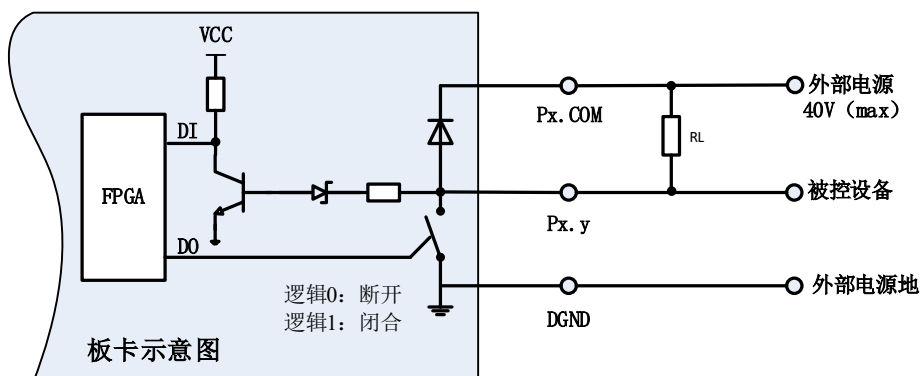 VCC
外部电源
40V（max）
Px.COM
DI
RL
FPGA
被控设备
Px.y
DO
逻辑0：断开
外部电源地
逻辑1：闭合
DGND
板卡示意图